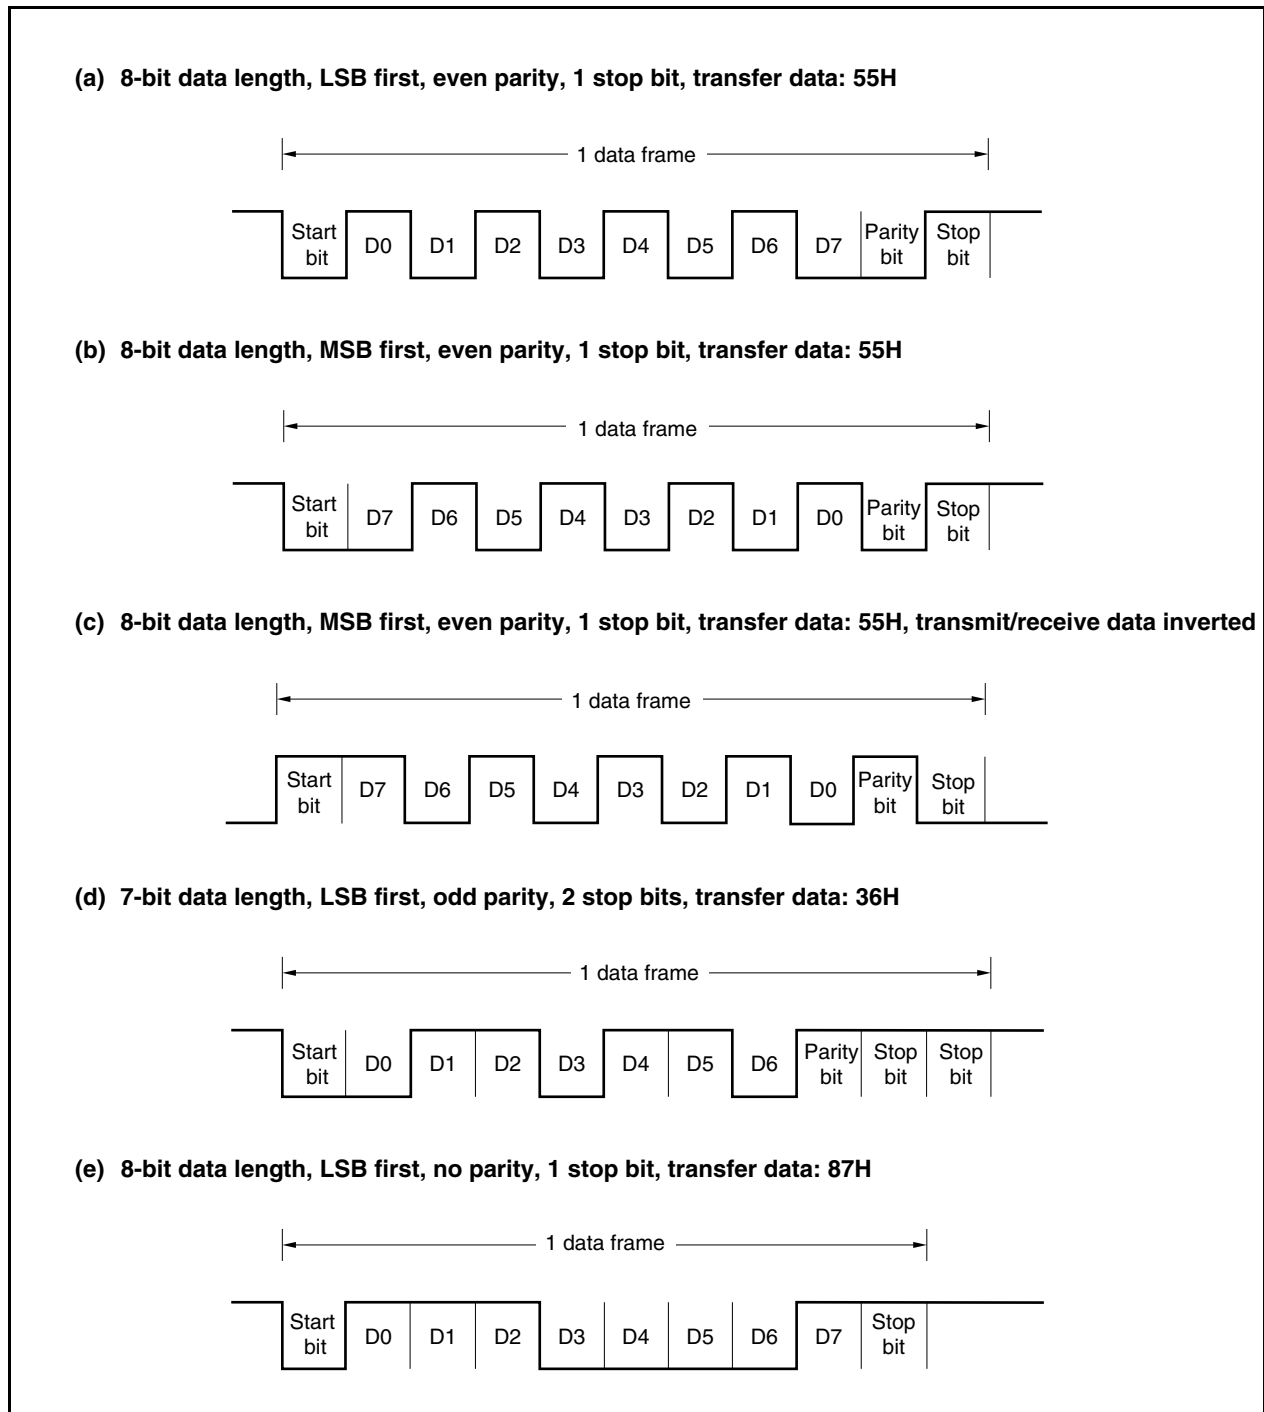 (a) 8-bit data length, LSB first, even parity, 1 stop bit, transfer data: 55H
1 data frame
Start bit D0 D1 D2 D3 D4 D5 D6 D7 Parity bit Stop bit
(b) 8-bit data length, MSB first, even parity, 1 stop bit, transfer data: 55H
1 data frame
Start bit D7 D6 D5 D4 D3 D2 D1 D0 Parity bit Stop bit
(c) 8-bit data length, MSB first, even parity, 1 stop bit, transfer data: 55H, transmit/receive data inverted
1 data frame
Start bit D7 D6 D5 D4 D3 D2 D1 D0 Parity bit Stop bit
(d) 7-bit data length, LSB first, odd parity, 2 stop bits, transfer data: 36H
1 data frame
Start bit D0 D1 D2 D3 D4 D5 D6 Parity bit Stop bit Stop bit
(e) 8-bit data length, LSB first, no parity, 1 stop bit, transfer data: 87H
1 data frame
Start bit D0 D1 D2 D3 D4 D5 D6 D7 Stop bit